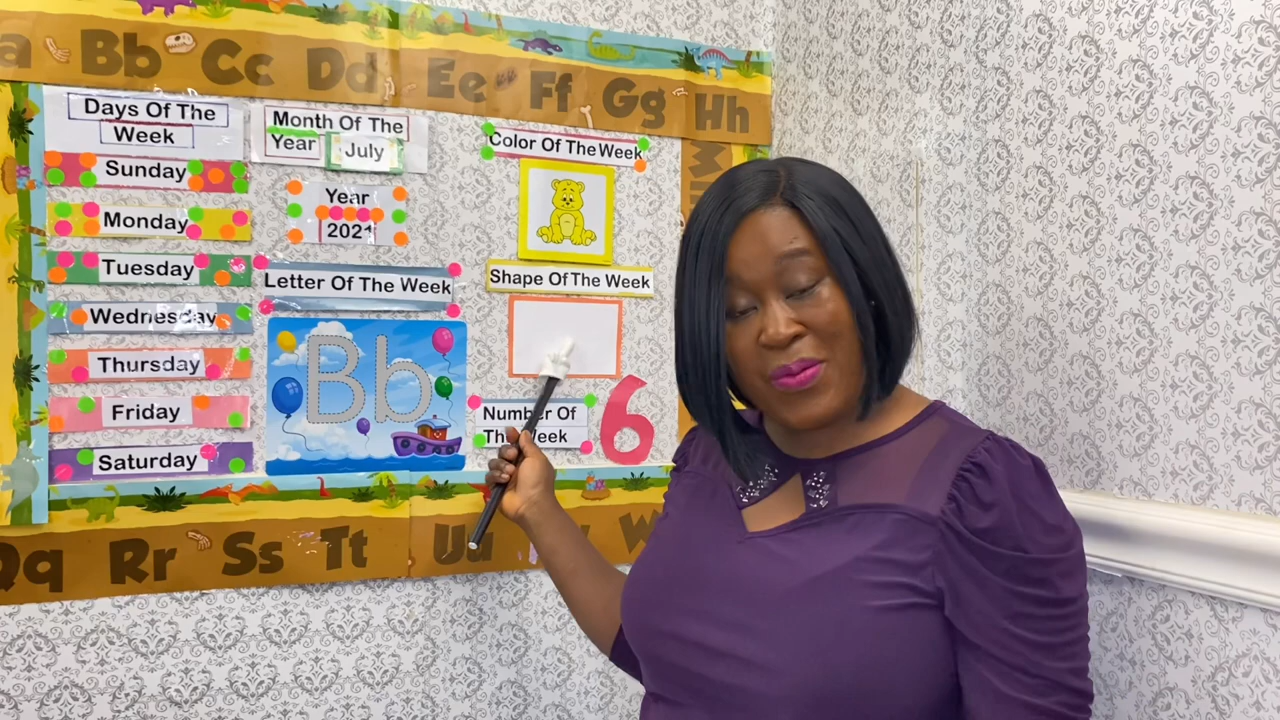 a Bb Cc Dd Ee Ff Gg Hh
Days Of The
Week
Sunday
Monday
Tuesday
Wednesday
Thursday
Friday
Saturday
Month Of The
Year July
Year
2021
Letter Of The Week
Bb
Color Of The Week
Shape Of The Week
Number Of
The Week
6
Qq Rr Ss Tt Uu W